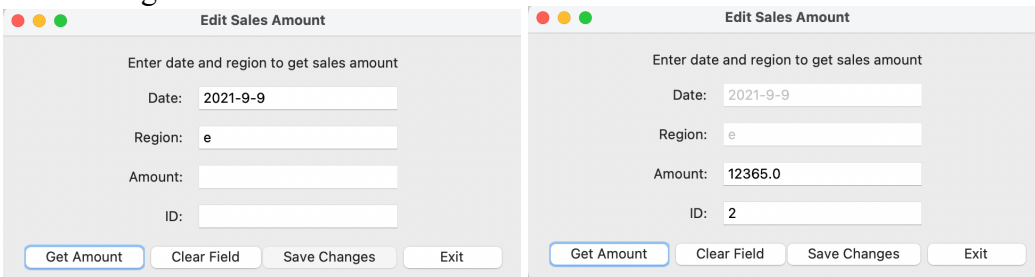 Edit Sales Amount
Enter date and region to get sales amount
Date: 2021-9-9
Region: e
Amount:
ID:
Get Amount Clear Field Save Changes Exit
Edit Sales Amount
Enter date and region to get sales amount
Date: 2021-9-9
Region: e
Amount: 12365.0
ID: 2
Get Amount Clear Field Save Changes Exit